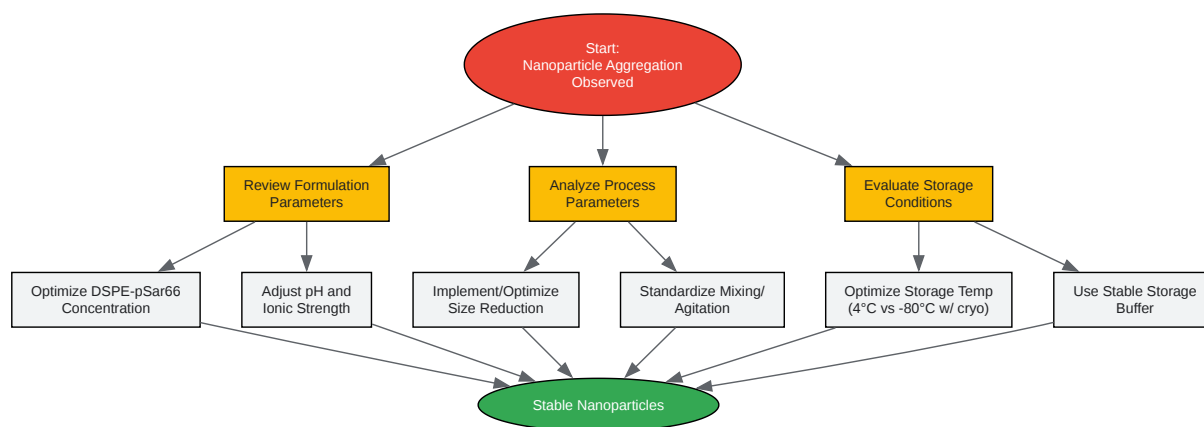 Start:
Nanoparticle Aggregation
Observed
Review Formulation
Parameters
Analyze Process
Parameters
Evaluate Storage
Conditions
Optimize DSPE-pSar66
Concentration
Adjust pH and
Ionic Strength
Implement/Optimize
Size Reduction
Standardize Mixing/
Agitation
Optimize Storage Temp
(4°C vs -80°C w/ cryo)
Use Stable Storage
Buffer
Stable Nanoparticles